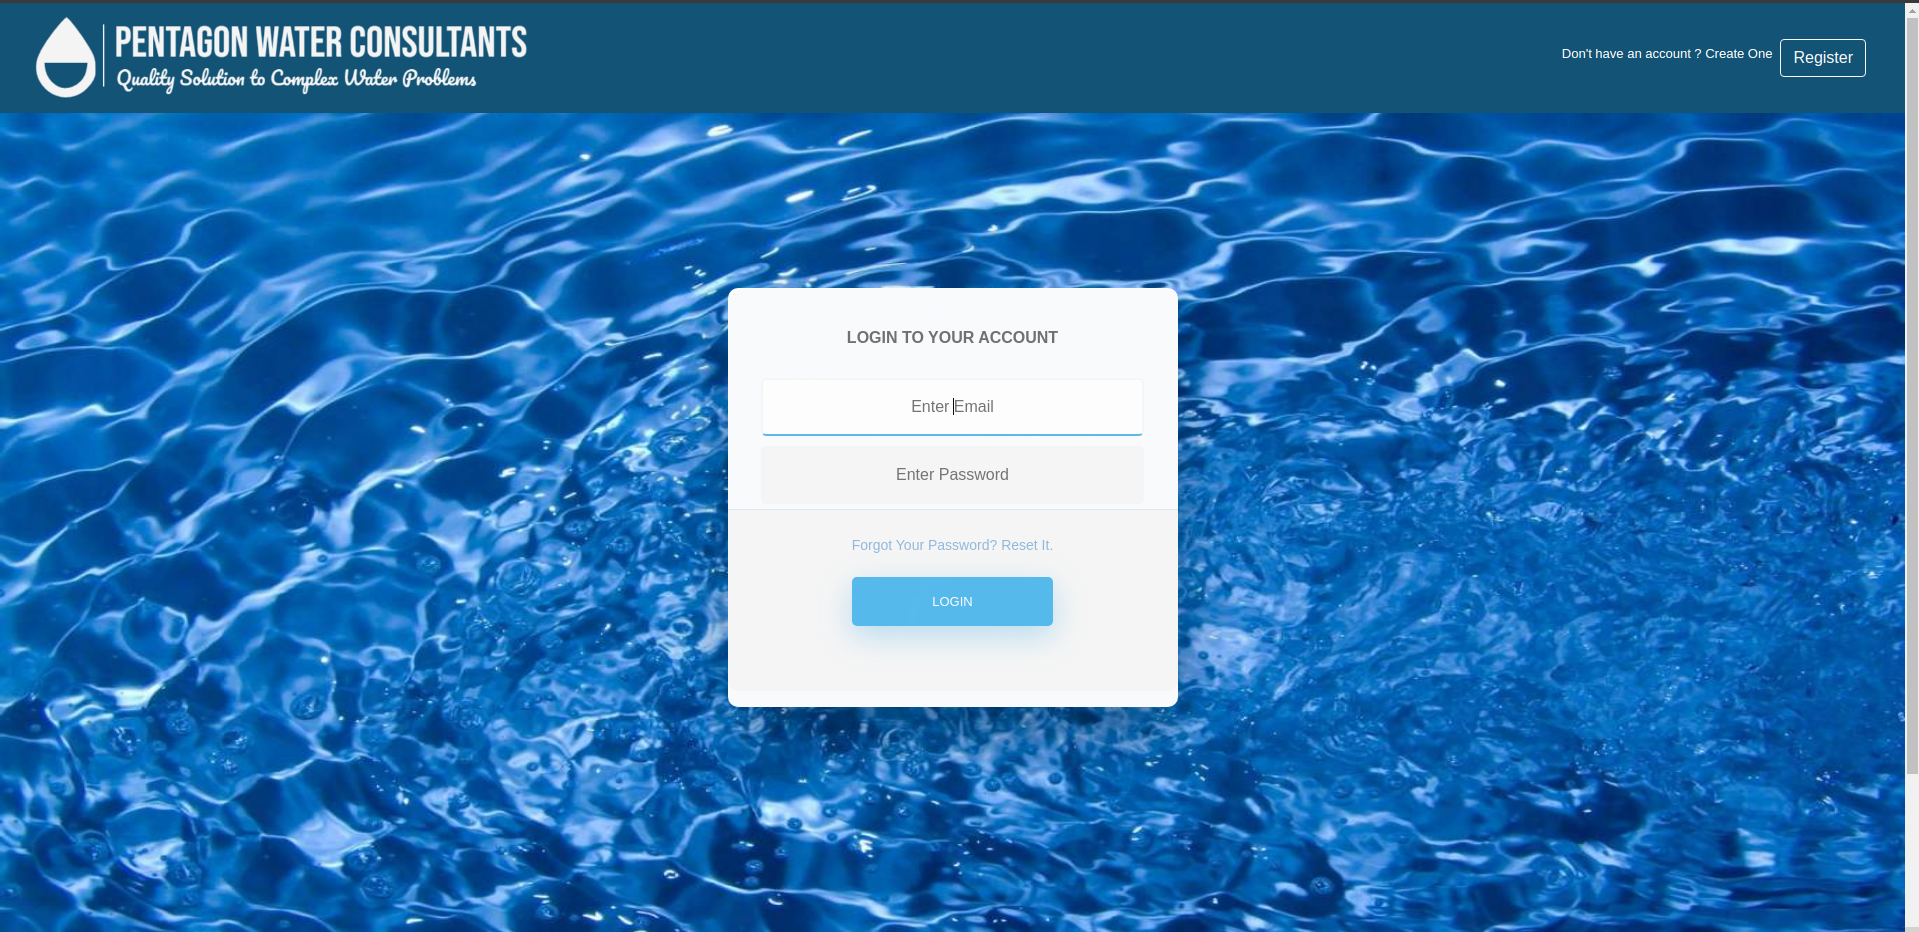 PENTAGON WATER CONSULTANTS
Quality Solution to Complex Water Problems
Don't have an account ? Create One
Register
LOGIN TO YOUR ACCOUNT
Enter Email
Enter Password
Forgot Your Password? Reset It.
LOGIN